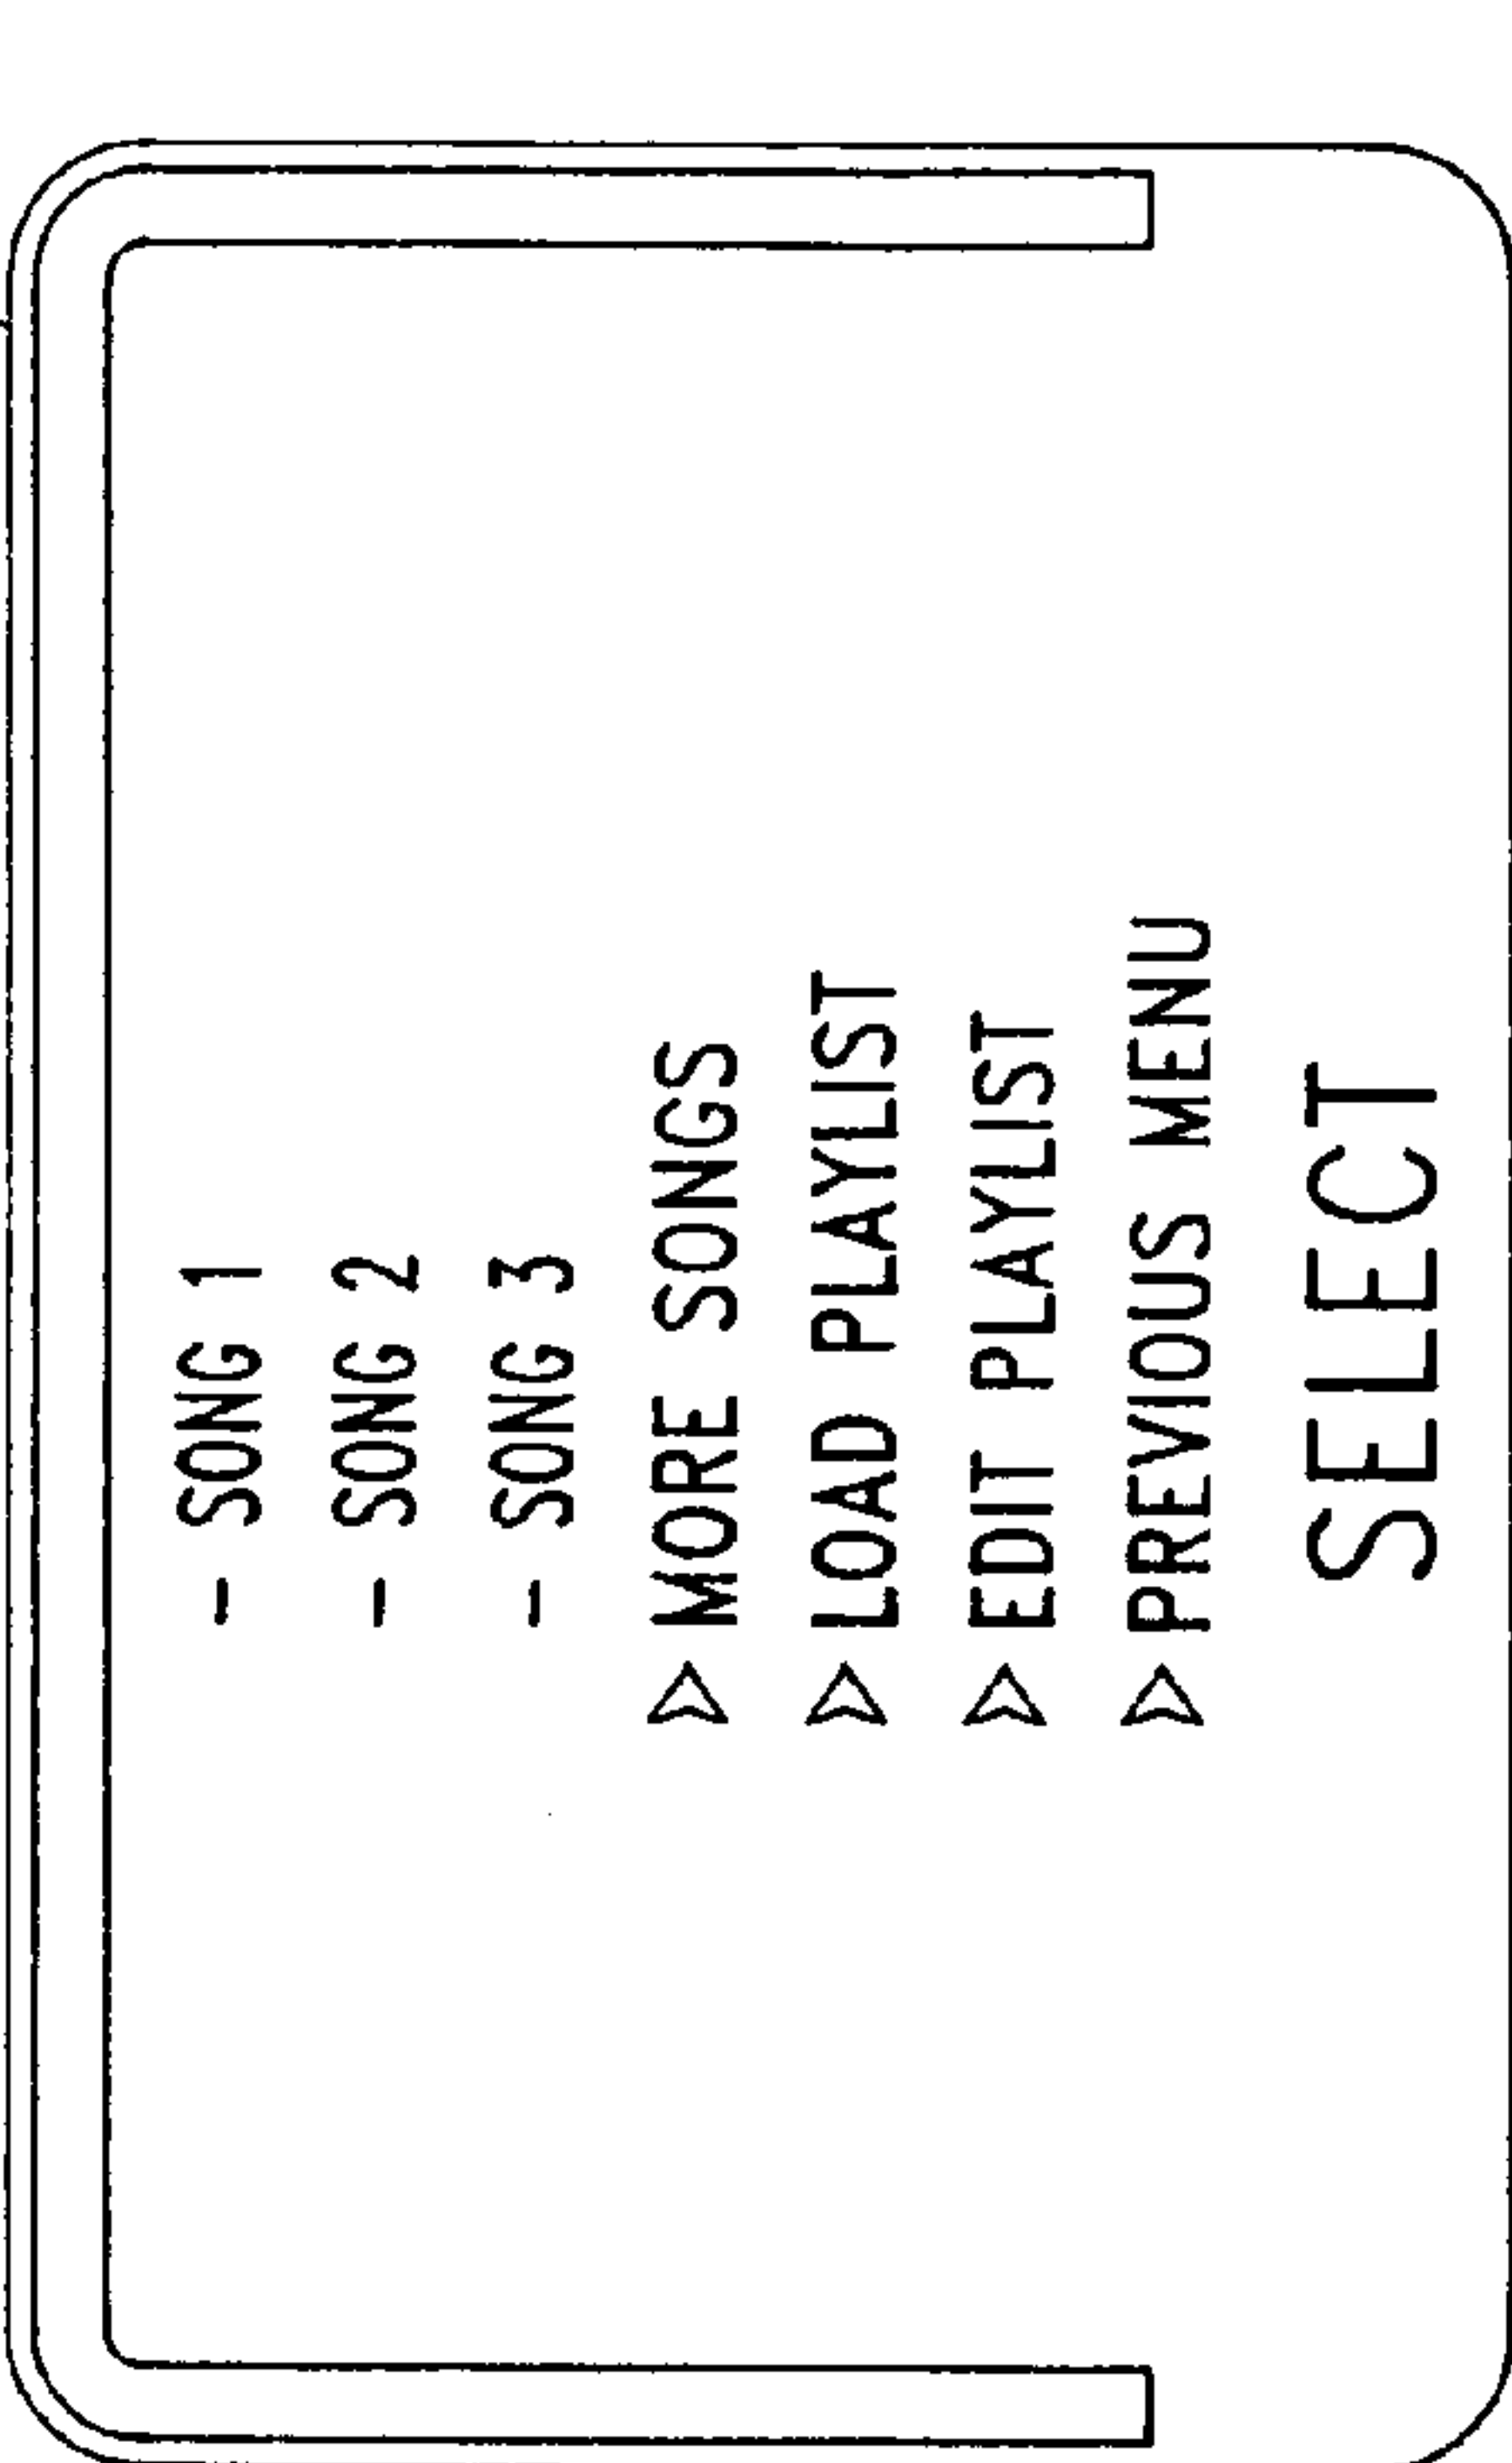 - SONG 1
- SONG 2
- SONG 3
➢ MORE SONGS
➢ LOAD PLAYLIST
➢ EDIT PLAYLIST
➢ PREVIOUS MENU
SELECT